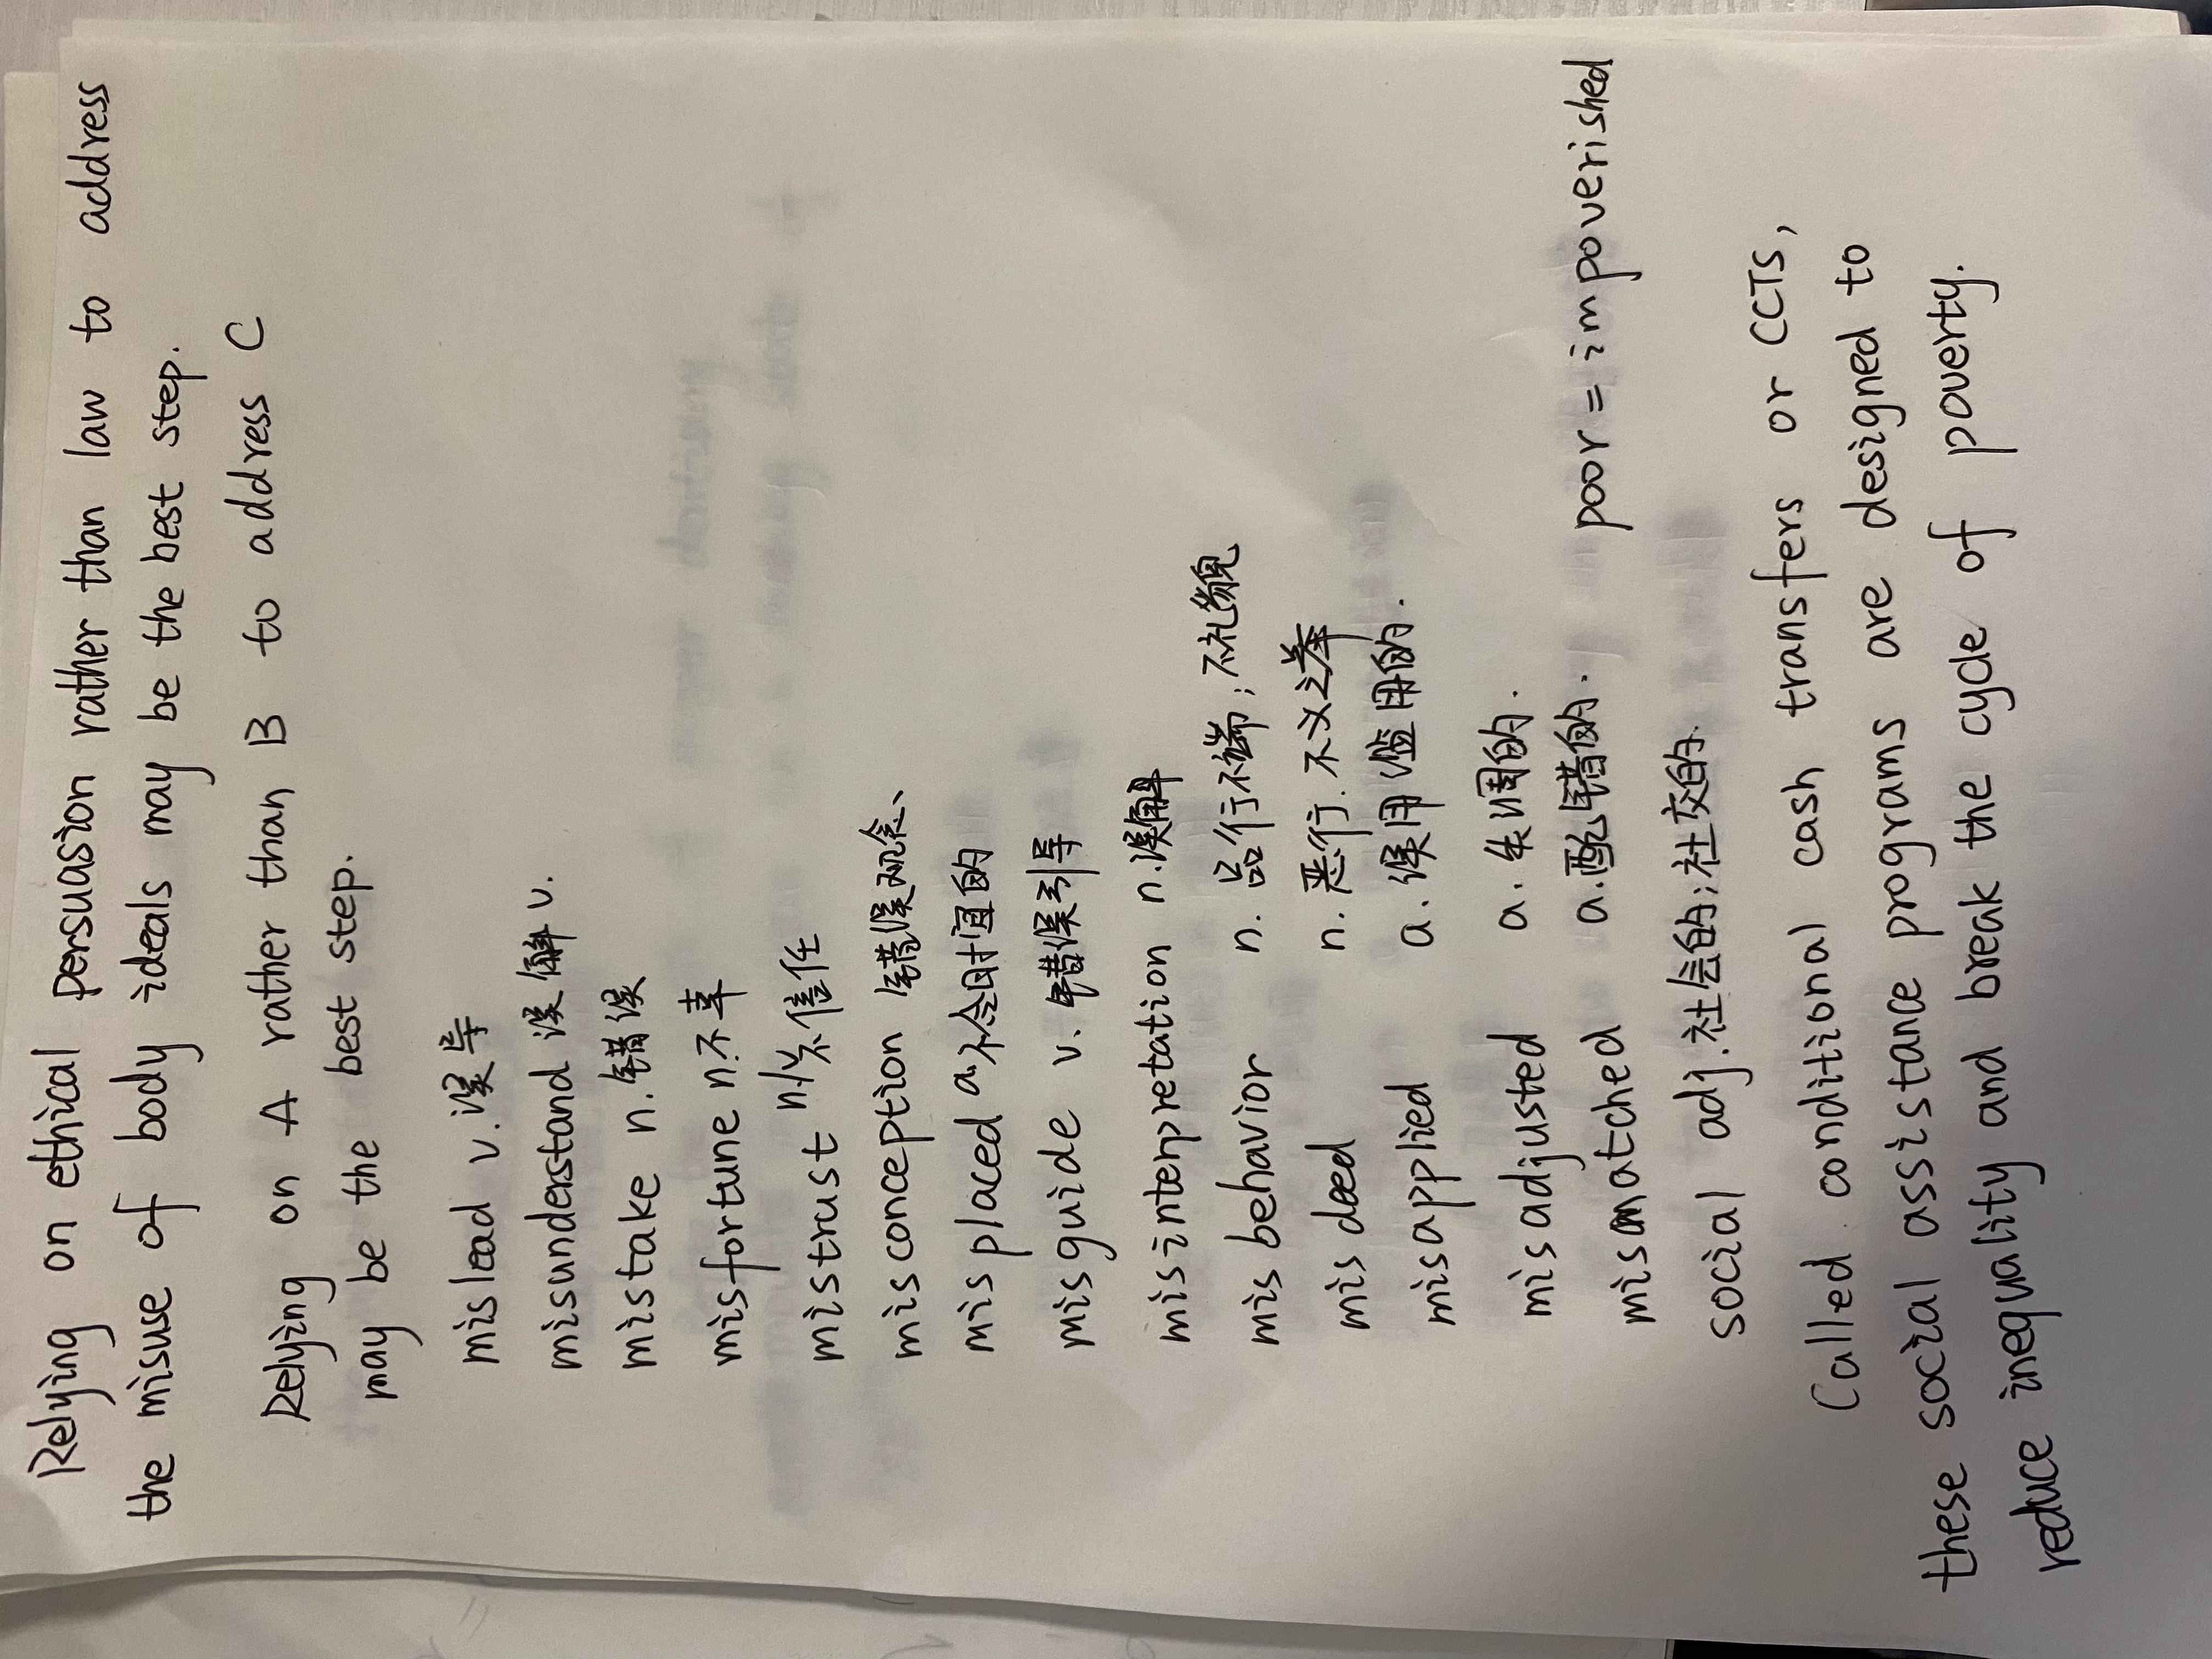 Relying on ethical persuasion rather than law to address
the misuse of body ideals may be the best step.
Relying on A rather than B to address C
may be the best step.
mislead v. 误导
misunderstand 误解 v.
mistake n. 错误
misfortune n. 不幸
mistrust n./v. 不信任
misconception 错误观念、
misplaced a. 不合时宜的
misguide v. 错误引导
misinterpretation n. 误解
misbehavior n. 品行不端; 不礼貌
misdeed n. 恶行. 不义之举
misapplied a. 误用滥用的.
misadjusted a. 失调的.
mismatched a. 配错的. poor = impoverished
social adj. 社会的; 社交的.
Called conditional cash transfers or CCTS,
these social assistance programs are designed to
reduce inequality and break the cycle of poverty.